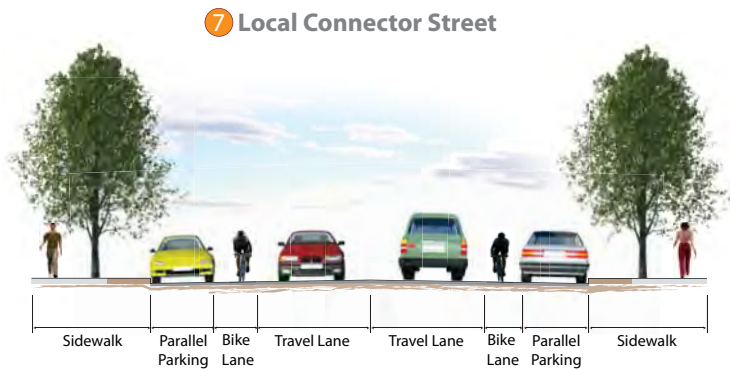 7 Local Connector Street
Sidewalk
Parallel
Parking
Bike
Lane
Travel Lane
Travel Lane
Bike
Lane
Parallel
Parking
Sidewalk